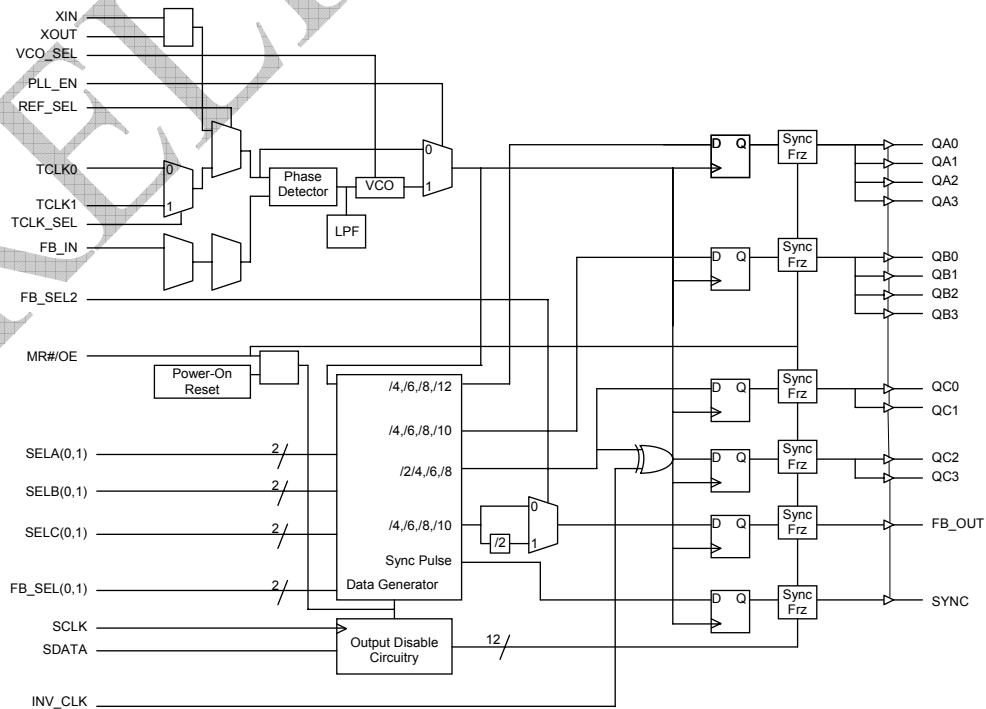 XIN
XOUT
VCO_SEL
PLL_EN
REF_SEL
TCLK0
TCLK1
TCLK_SEL
FB_IN
FB_SEL2
MR#/OE
Power-On
Reset
SELA(0,1)
SELB(0,1)
SELC(0,1)
FB_SEL(0,1)
SCLK
SDATA
INV_CLK
0
1
Phase
Detector
LPF
VCO
0
1
2
2
2
2
/4,/6,/8,/12
/4,/6,/8,/10
/2/4,/6,/8
/4,/6,/8,/10
Sync Pulse
Data Generator
Output Disable
Circuitry
12
/2
0
1
D Q
Sync
Frz
QA0
QA1
QA2
QA3
D Q
Sync
Frz
QB0
QB1
QB2
QB3
D Q
Sync
Frz
QC0
QC1
D Q
Sync
Frz
QC2
QC3
D Q
Sync
Frz
FB_OUT
D Q
Sync
Frz
SYNC